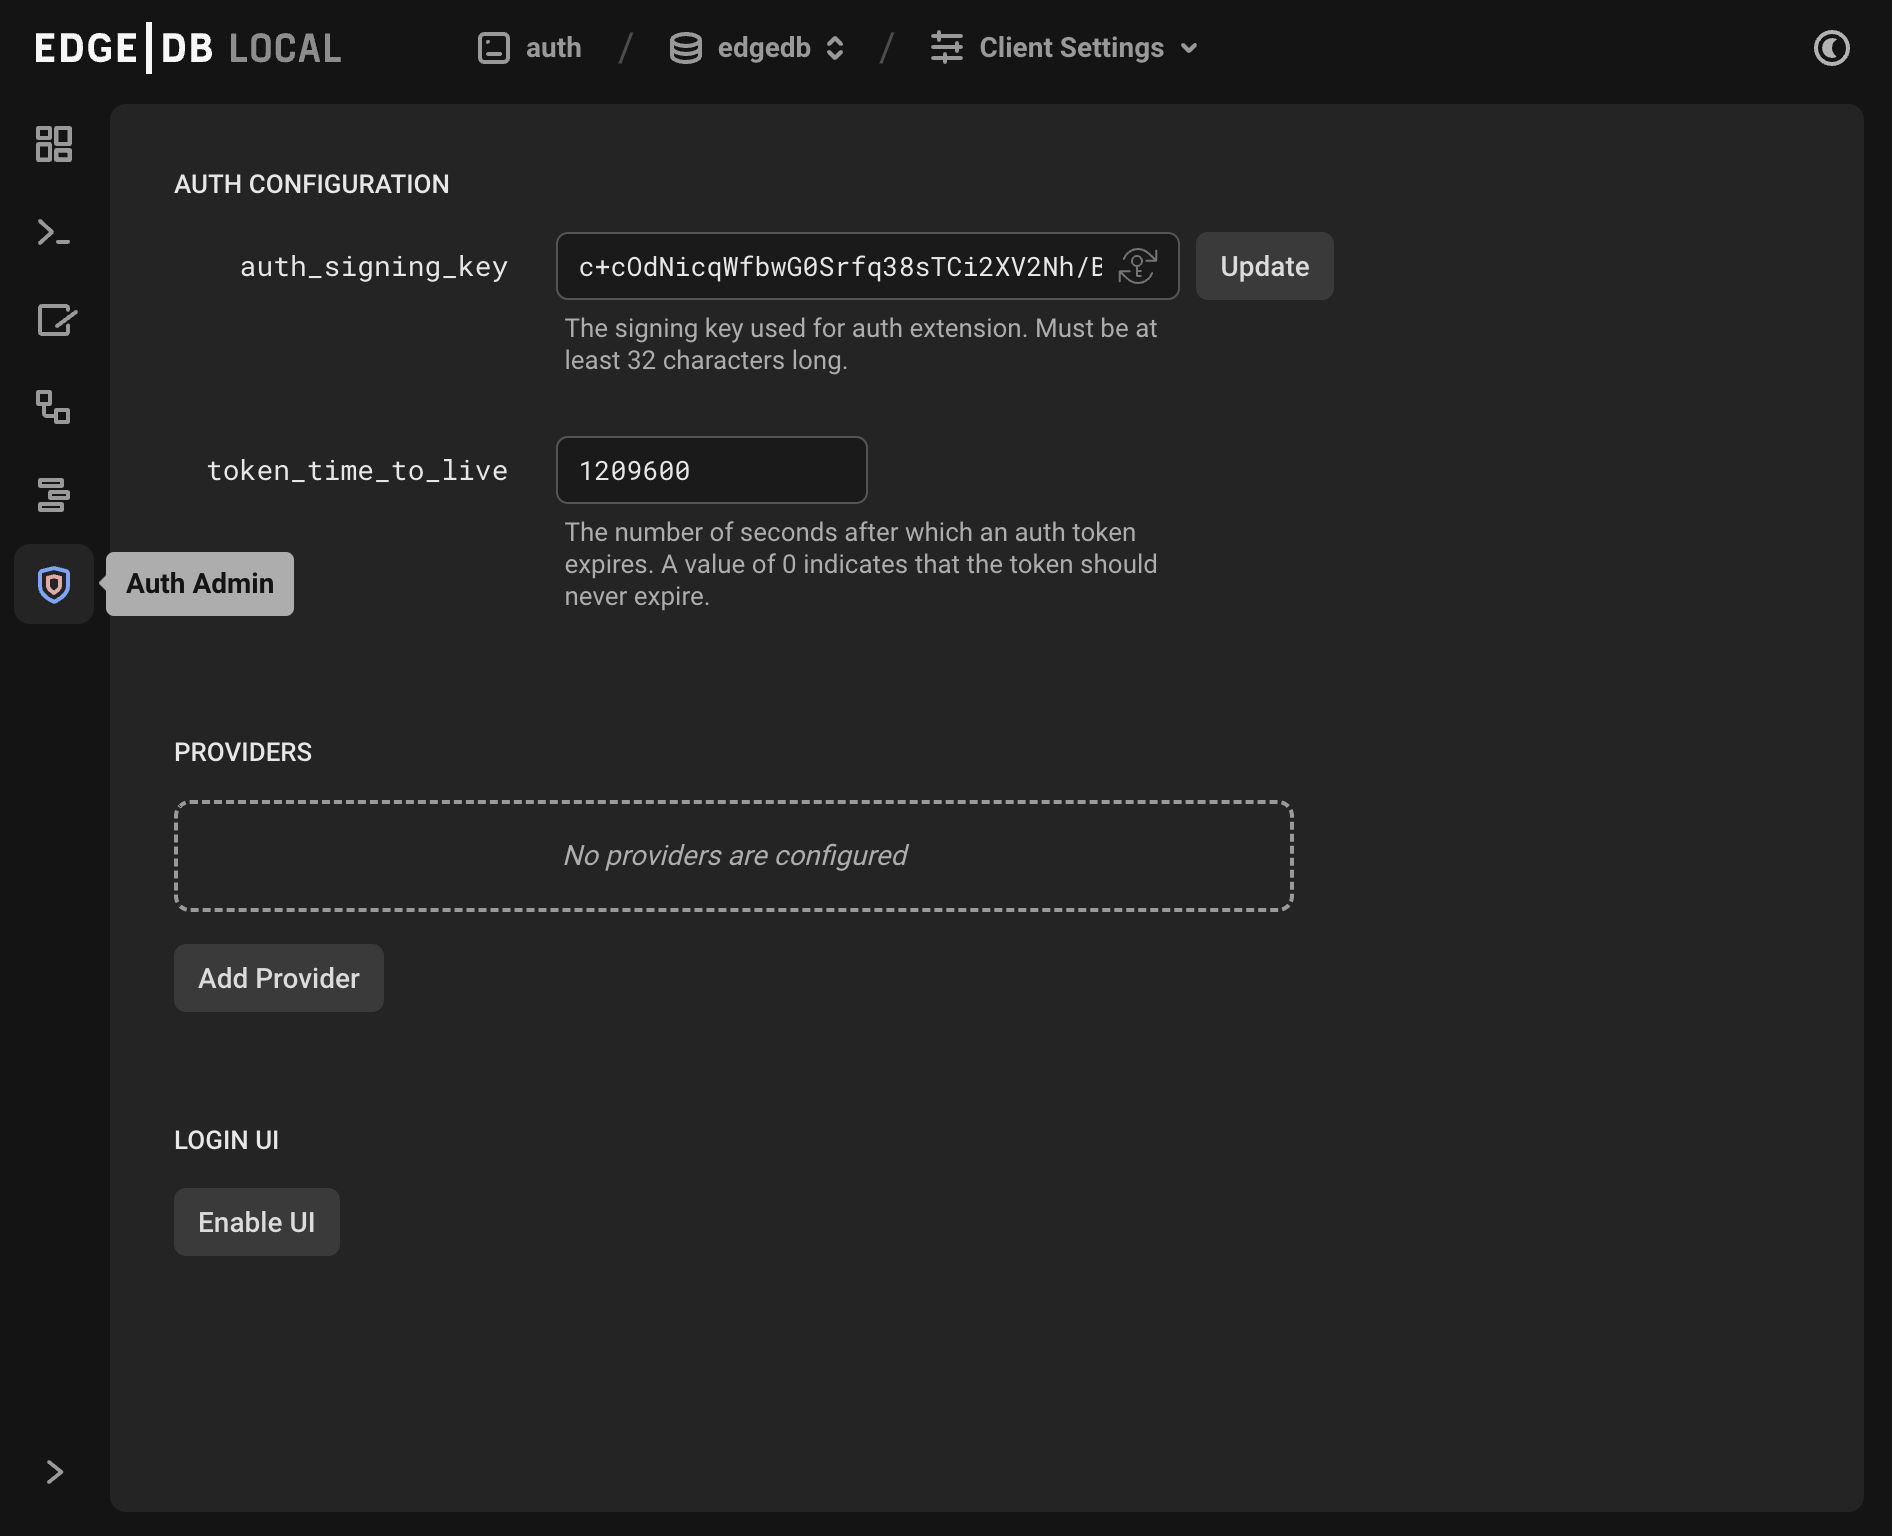 EDGE|DB LOCAL
auth / edgedb / Client Settings
AUTH CONFIGURATION
auth_signing_key
c+cOdNicqWfbwG0Srfq38sTCi2XV2Nh/B
Update
The signing key used for auth extension. Must be at
least 32 characters long.
token_time_to_live
1209600
The number of seconds after which an auth token
expires. A value of 0 indicates that the token should
never expire.
Auth Admin
PROVIDERS
No providers are configured
Add Provider
LOGIN UI
Enable UI